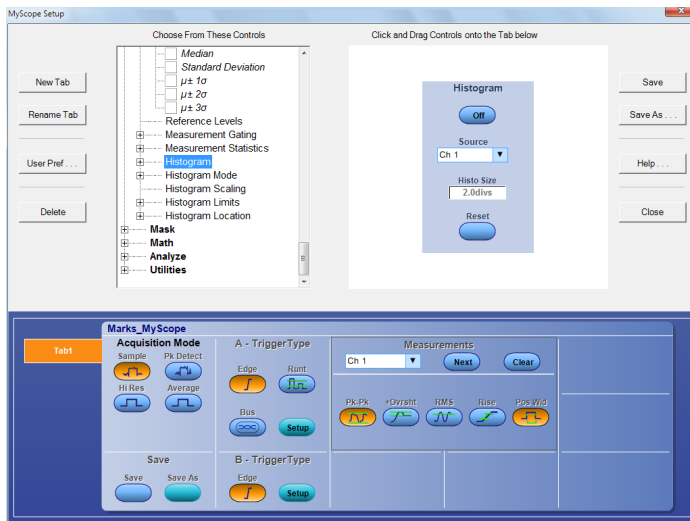 MyScope Setup
Choose From These Controls
Click and Drag Controls onto the Tab below
New Tab
Rename Tab
User Pref . . .
Delete
Median
Standard Deviation
µ± 1σ
µ± 2σ
µ± 3σ
Reference Levels
Measurement Gating
Measurement Statistics
Histogram
Histogram Mode
Histogram Scaling
Histogram Limits
Histogram Location
Mask
Math
Analyze
Utilities
Histogram
Off
Source
Ch 1
Histo Size
2.0divs
Reset
Save
Save As . . .
Help . . .
Close
Tab1
Marks_MyScope
Acquisition Mode
Sample Pk Detect
Hi Res Average
Save
Save Save As
A - TriggerType
Edge Runt
Bus
Setup
B - TriggerType
Edge
Setup
Measurements
Ch 1 Next Clear
Pk-Pk +Ovrsht RMS Rise Pos Wid